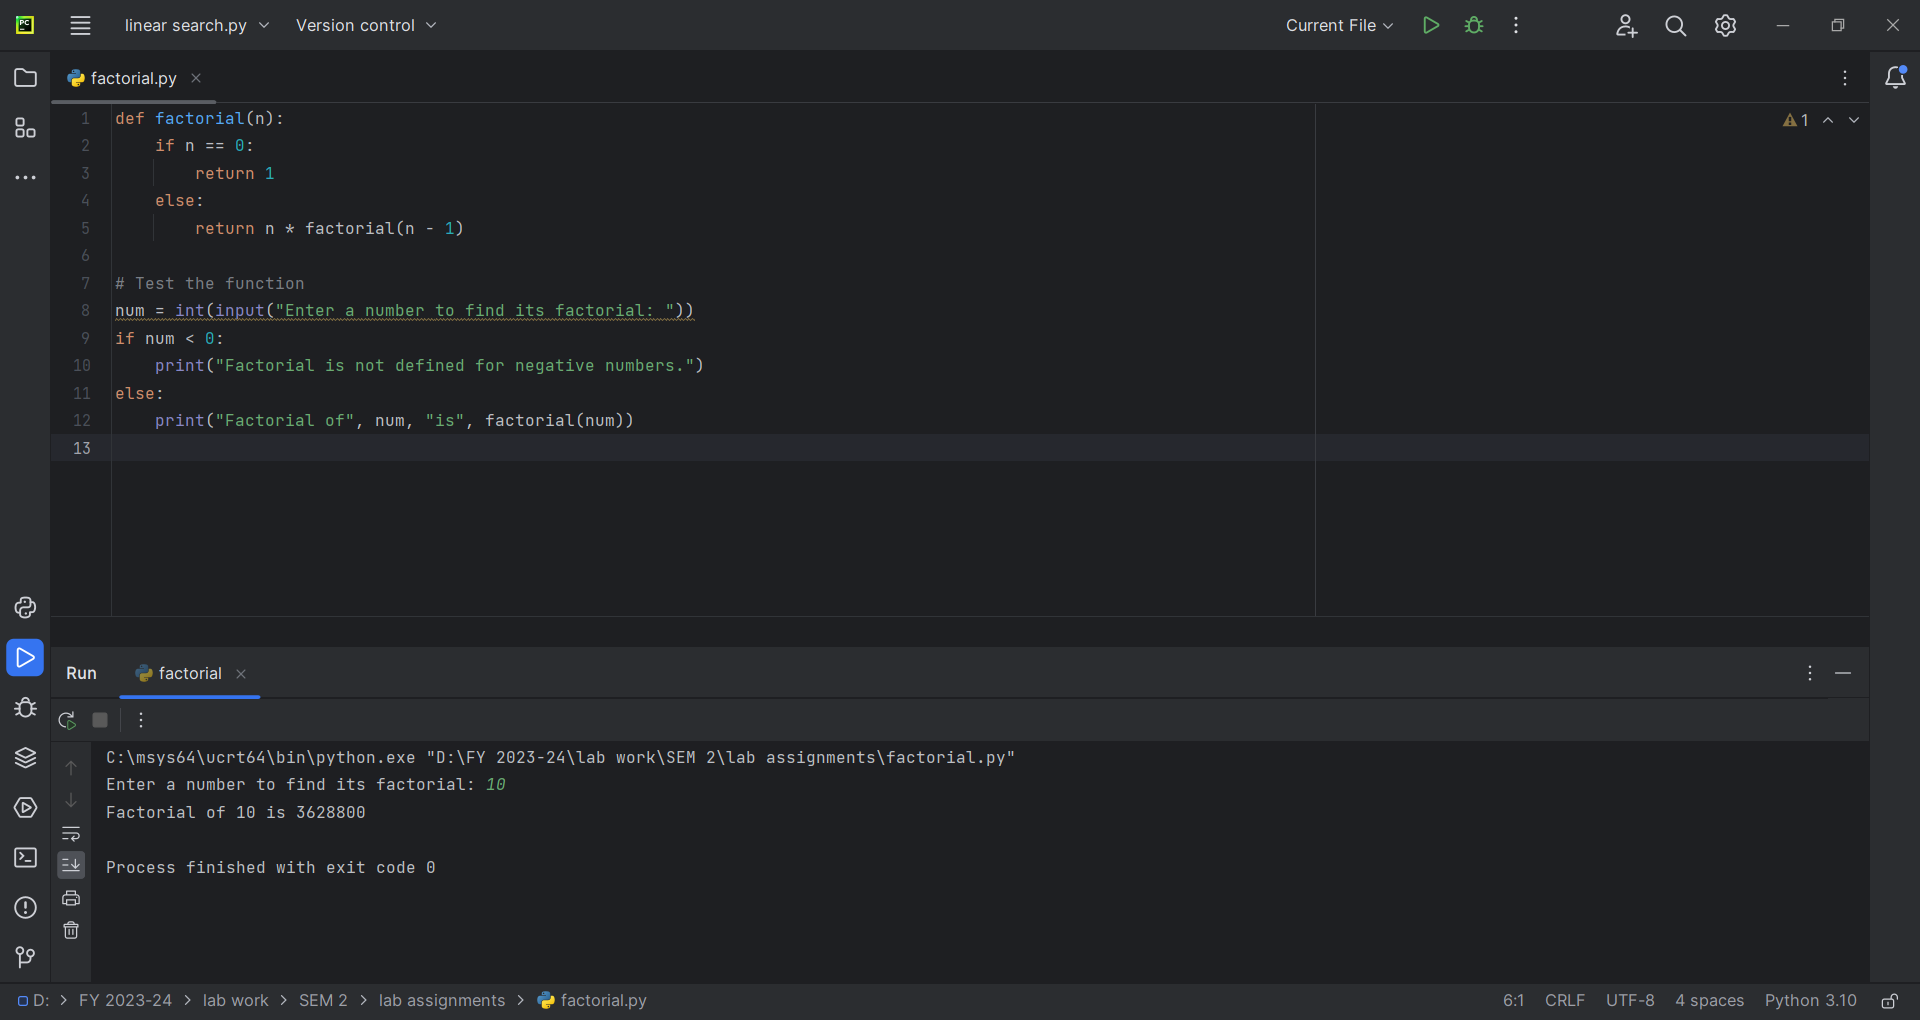 PC linear search.py Version control Current File
factorial.py
1 def factorial(n):
2     if n == 0:
3         return 1
4     else:
5         return n * factorial(n - 1)
6
7 # Test the function
8 num = int(input("Enter a number to find its factorial: "))
9 if num < 0:
10     print("Factorial is not defined for negative numbers.")
11 else:
12     print("Factorial of", num, "is", factorial(num))
13
1
Run factorial
C:\msys64\ucrt64\bin\python.exe "D:\FY 2023-24\lab work\SEM 2\lab assignments\factorial.py"
Enter a number to find its factorial: 10
Factorial of 10 is 3628800
Process finished with exit code 0
D: > FY 2023-24 > lab work > SEM 2 > lab assignments > factorial.py 6:1 CRLF UTF-8 4 spaces Python 3.10